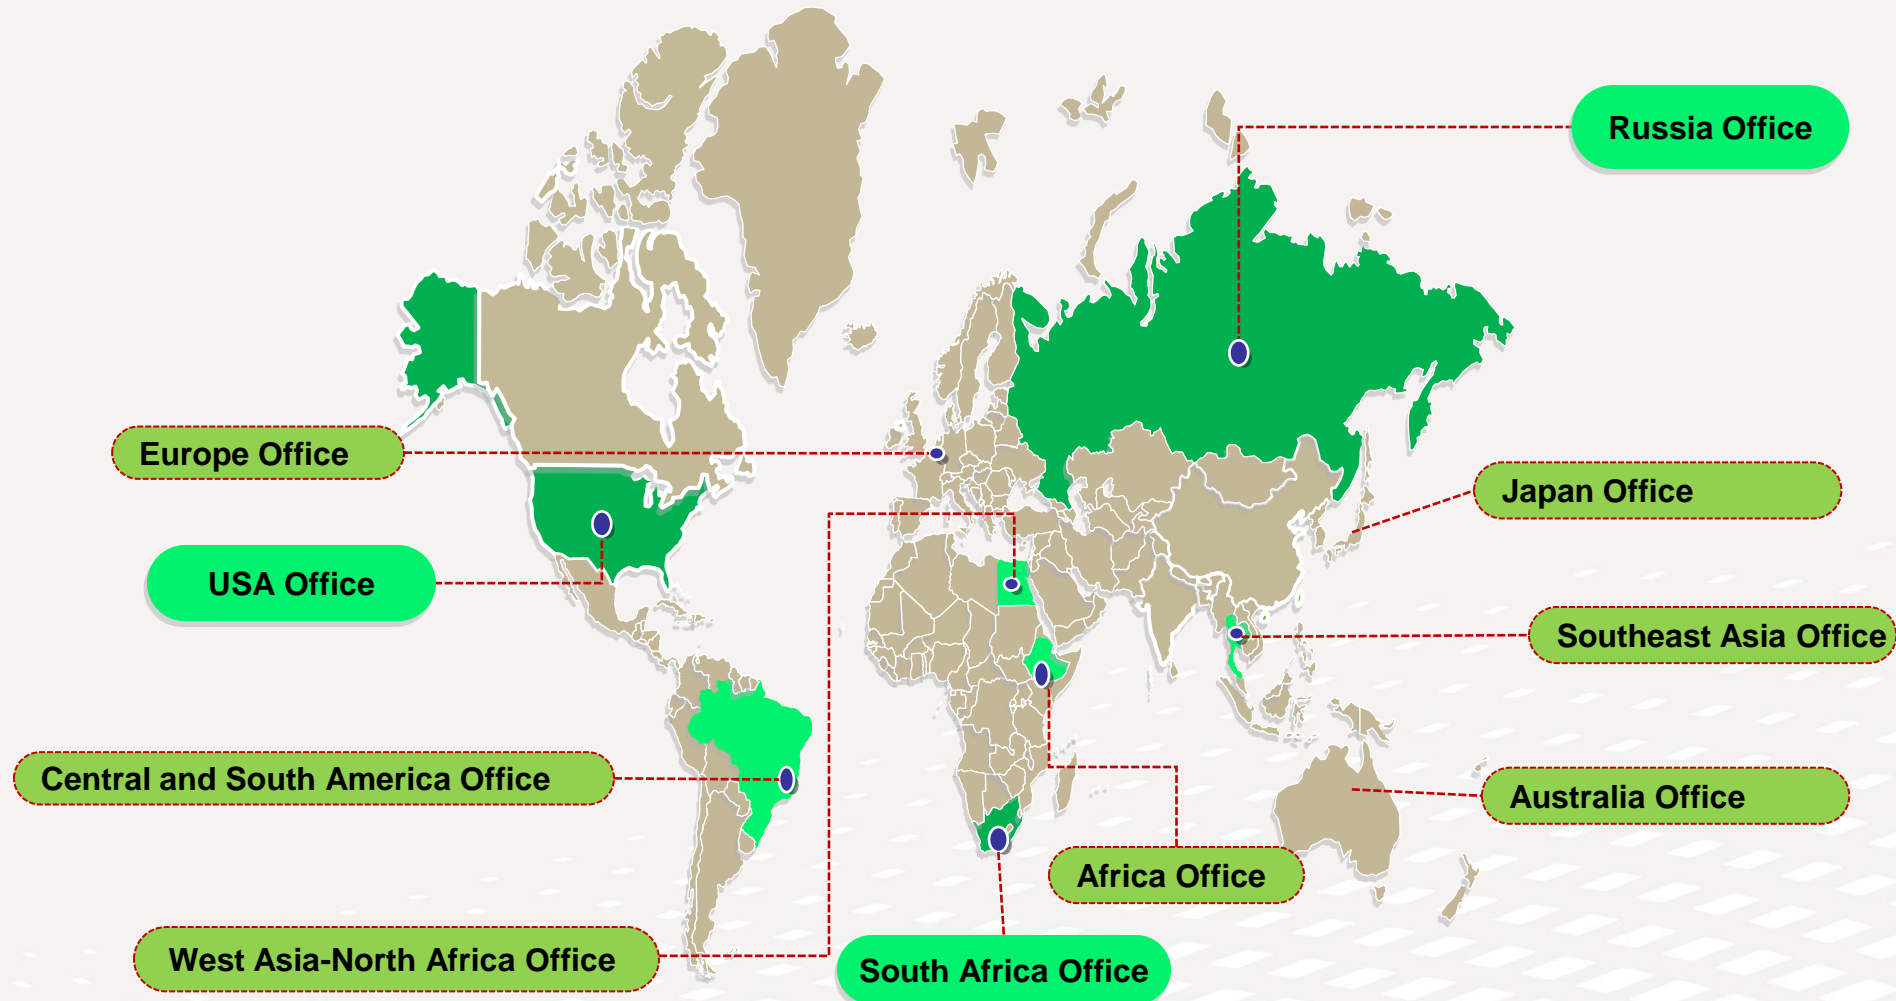 Russia Office
Europe Office
Japan Office
USA Office
Southeast Asia Office
Central and South America Office
Australia Office
Africa Office
West Asia-North Africa Office
South Africa Office